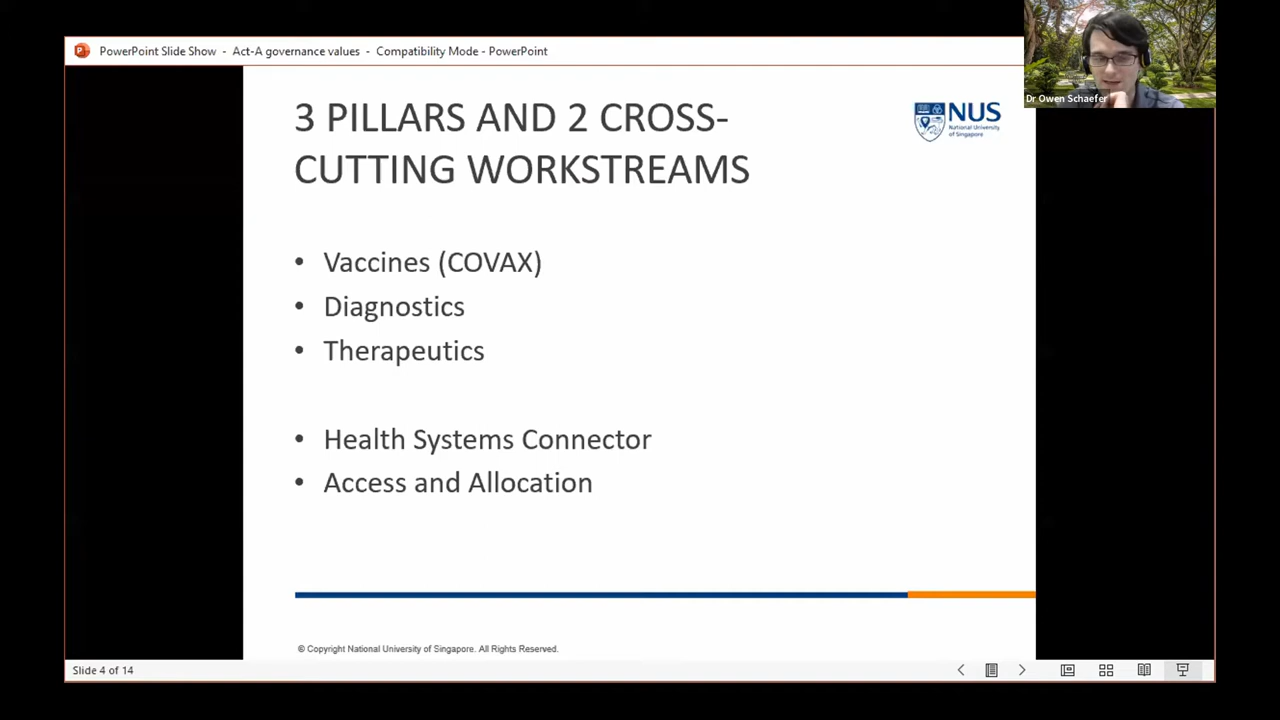 PowerPoint Slide Show - Act-A governance values - Compatibility Mode - PowerPoint
Dr Owen Schaefer
3 PILLARS AND 2 CROSS-
CUTTING WORKSTREAMS
NUS
National University
of Singapore
• Vaccines (COVAX)
• Diagnostics
• Therapeutics
• Health Systems Connector
• Access and Allocation
© Copyright National University of Singapore. All Rights Reserved.
Slide 4 of 14